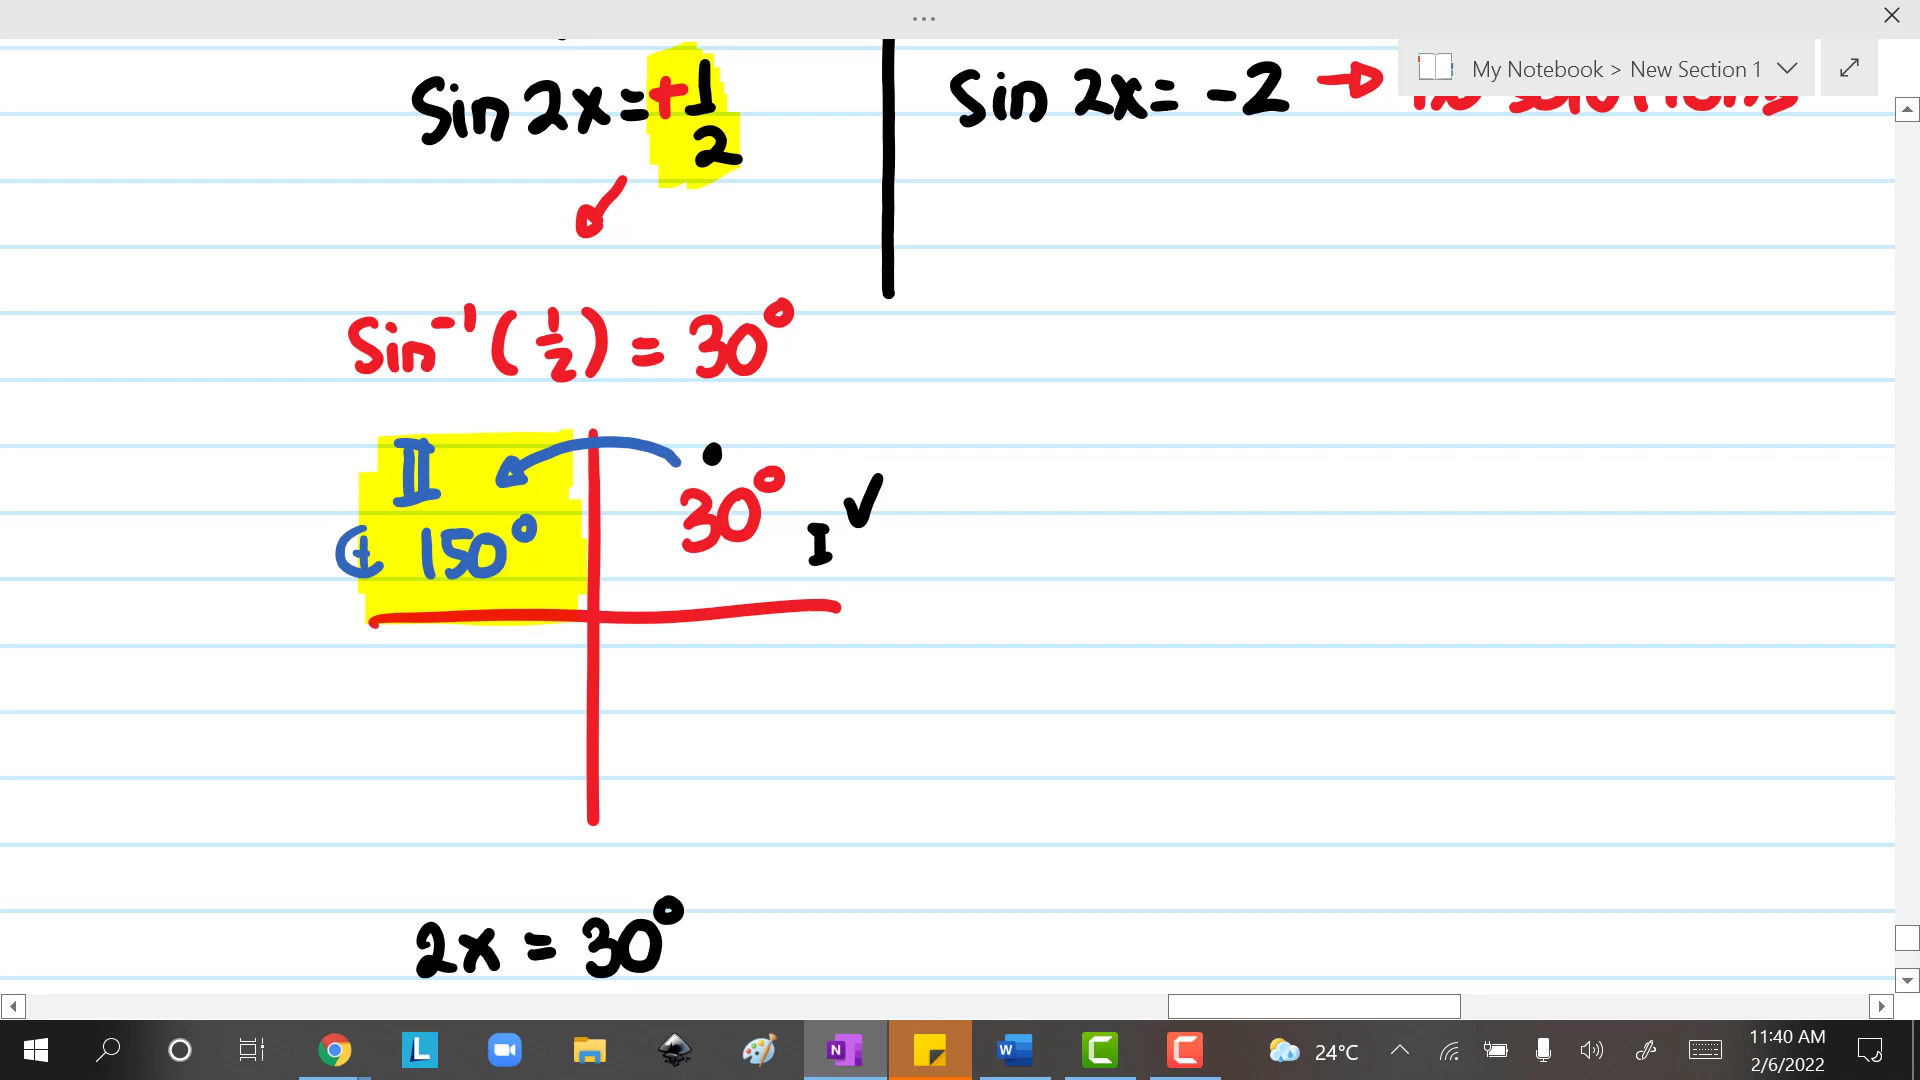 ...
My Notebook > New Section 1
Sin 2x = +1/2
Sin 2x = -2 →
Sin⁻¹ (1/2) = 30°
II
30° ✓
I
(+ 150°
2x = 30°
24°C
11:40 AM
2/6/2022